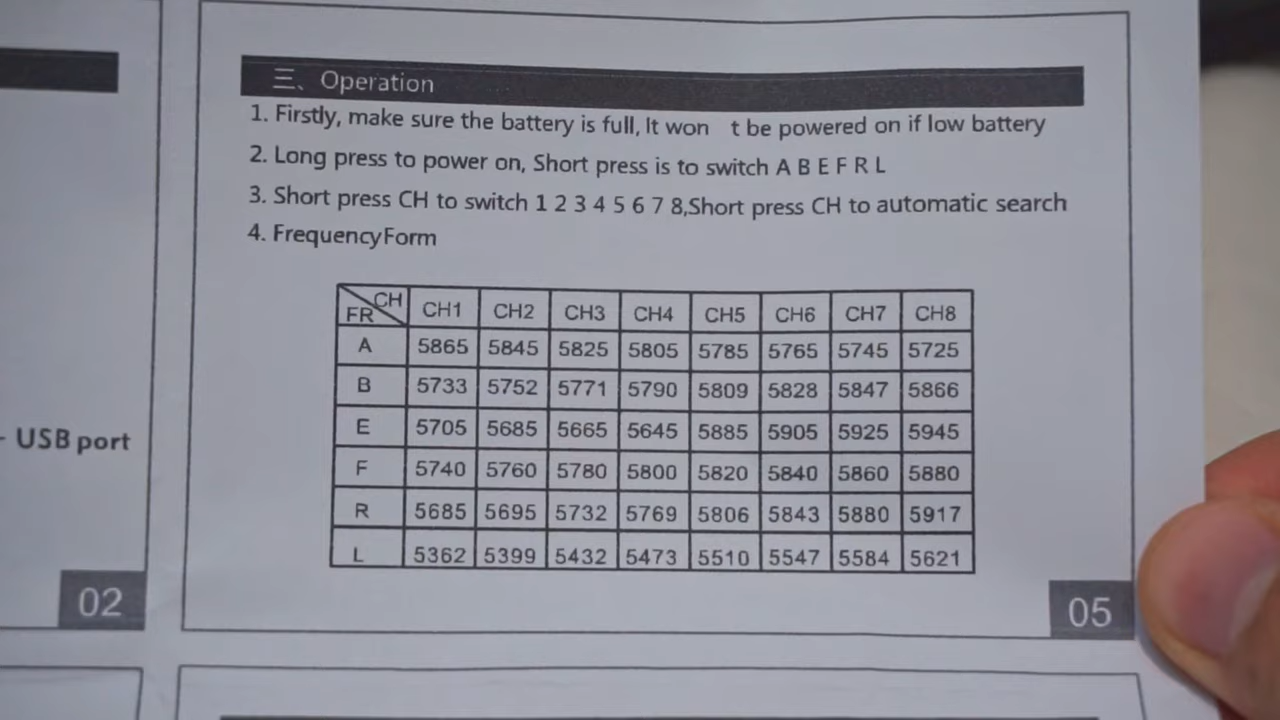 三、Operation
1. Firstly, make sure the battery is full, It won t be powered on if low battery
2. Long press to power on, Short press is to switch A B E F R L
3. Short press CH to switch 1 2 3 4 5 6 7 8,Short press CH to automatic search
4. FrequencyForm
FR CH CH1 CH2 CH3 CH4 CH5 CH6 CH7 CH8
A 5865 5845 5825 5805 5785 5765 5745 5725
B 5733 5752 5771 5790 5809 5828 5847 5866
E 5705 5685 5665 5645 5885 5905 5925 5945
F 5740 5760 5780 5800 5820 5840 5860 5880
R 5685 5695 5732 5769 5806 5843 5880 5917
L 5362 5399 5432 5473 5510 5547 5584 5621
05
- USB port
02